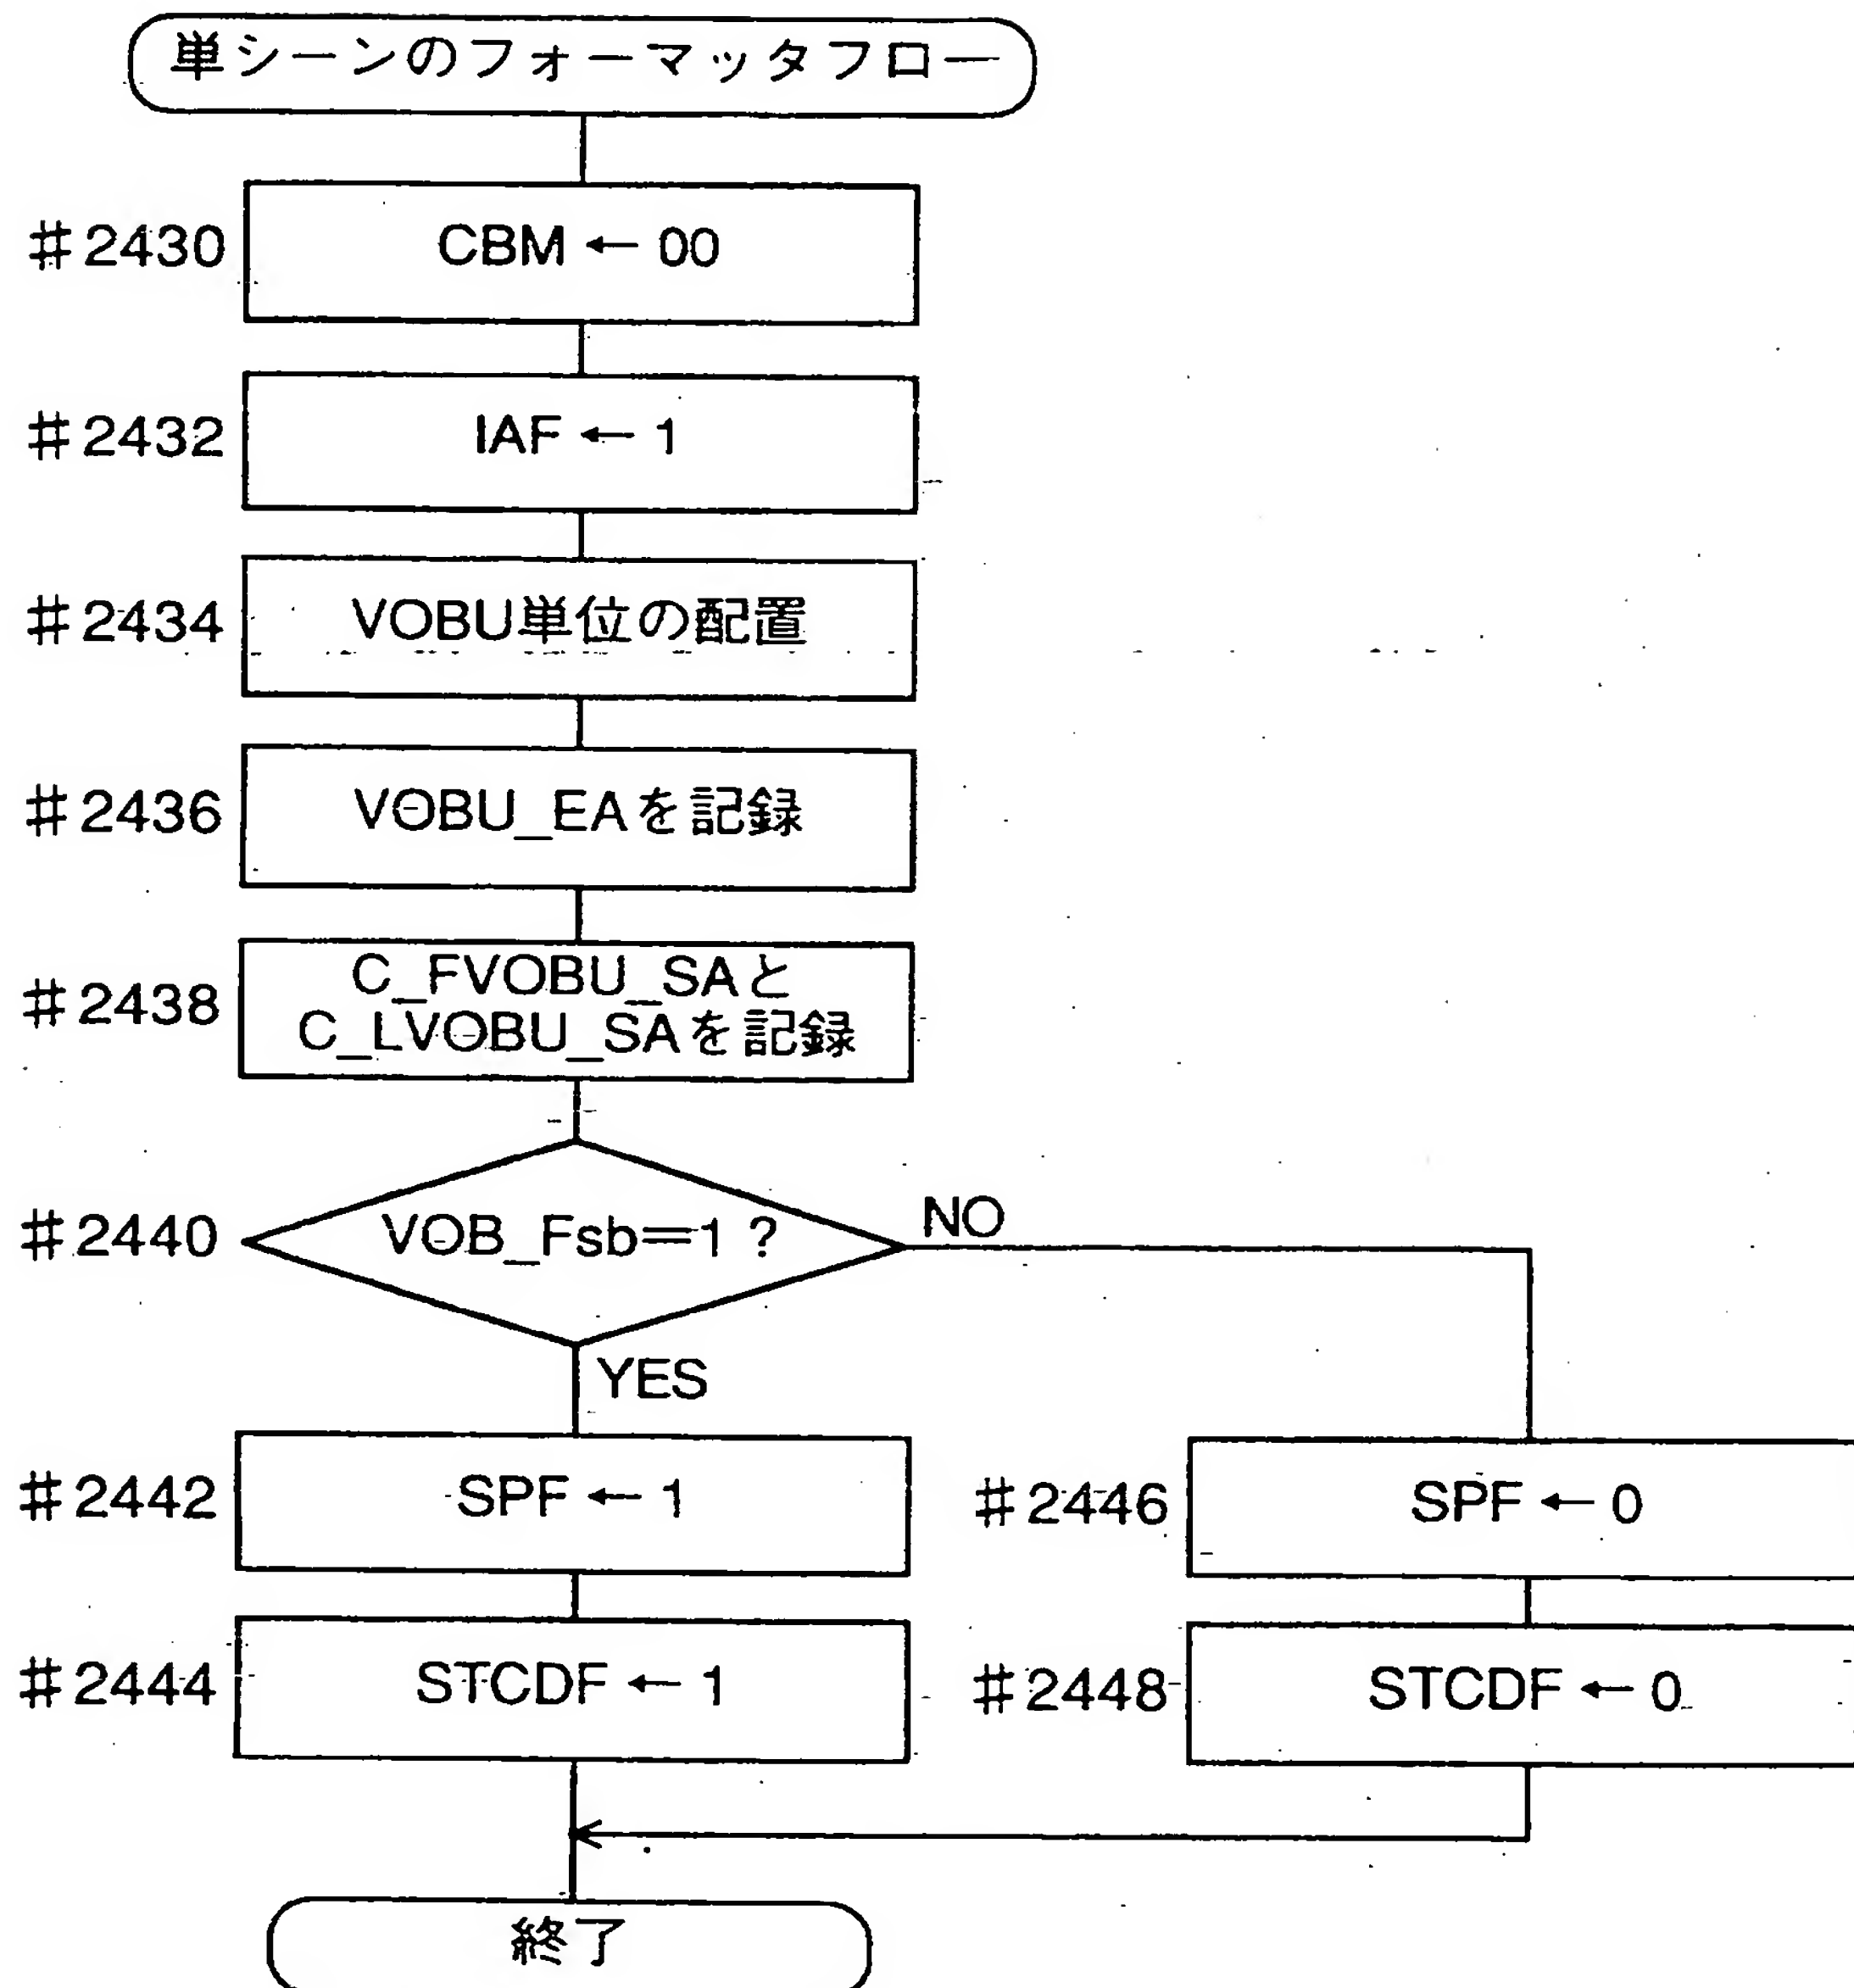 単シーンのフォーマッタフロー
#2430
CBM ← 00
#2432
IAF ← 1
#2434
VOBU単位の配置
#2436
VOBU_EAを記録
#2438
C_FVOBU_SAと
C_LVOBU_SAを記録
#2440
VOB_Fsb=1 ?
NO
YES
#2442
SPF ← 1
#2446
SPF ← 0
#2444
STCDF ← 1
#2448
STCDF ← 0
終了